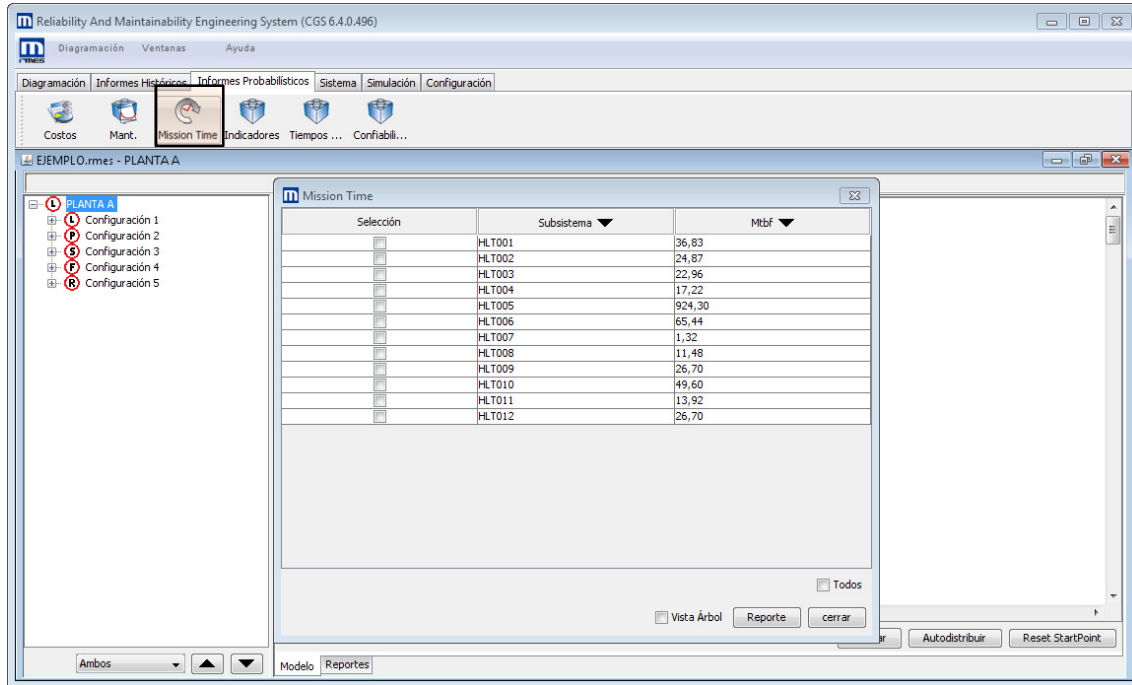 Reliability And Maintainability Engineering System (CGS 6.4.0.496)
rmes
Diagramación Ventanas Ayuda
Diagramación Informes Históricos Informes Probabilísticos Sistema Simulación Configuración
Costos Mant. Mission Time Indicadores Tiempos ... Confiabili...
EJEMPLO.rmes - PLANTA A
L PLANTA A
L Configuración 1
P Configuración 2
S Configuración 3
F Configuración 4
R Configuración 5
Mission Time
Selección Subsistema Mtbf
HLT001 36,83
HLT002 24,87
HLT003 22,96
HLT004 17,22
HLT005 924,30
HLT006 65,44
HLT007 1,32
HLT008 11,48
HLT009 26,70
HLT010 49,60
HLT011 13,92
HLT012 26,70
Todos
Vista Árbol Reporte cerrar
Autodistribuir Reset StartPoint
Ambos
Modelo Reportes